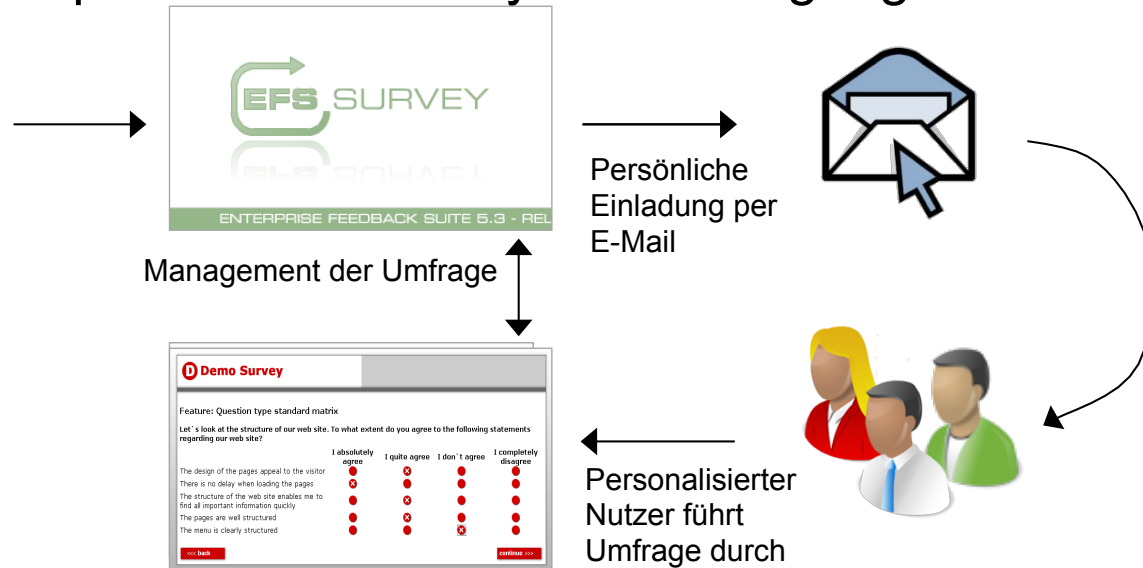 EFS SURVEY
ENTERPRISE FEEDBACK SUITE 5.3 - REL
Persönliche
Einladung per
E-Mail
Management der Umfrage
D Demo Survey
Feature: Question type standard matrix
Let`s look at the structure of our web site. To what extent do you agree to the following statements
regarding our web site?
I absolutely agree I quite agree I don`t agree I completely disagree
The design of the pages appeal to the visitor
There is no delay when loading the pages
The structure of the web site enables me to
find all important information quickly
The pages are well structured
The menu is clearly structured
<<< back continue >>>
Personalisierter
Nutzer führt
Umfrage durch